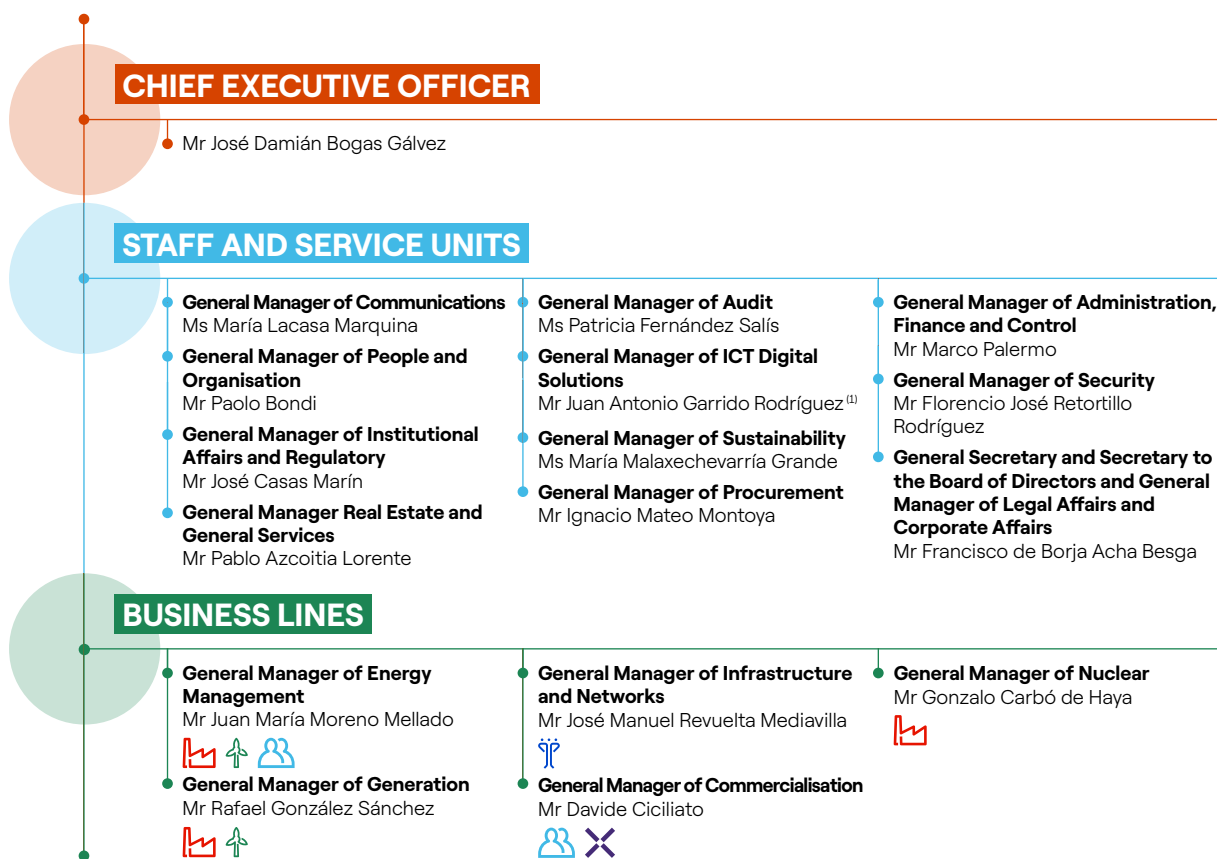 CHIEF EXECUTIVE OFFICER
Mr José Damián Bogas Gálvez
STAFF AND SERVICE UNITS
General Manager of Communications
Ms María Lacasa Marquina
General Manager of People and
Organisation
Mr Paolo Bondi
General Manager of Institutional
Affairs and Regulatory
Mr José Casas Marín
General Manager Real Estate and
General Services
Mr Pablo Azcoitia Lorente
General Manager of Audit
Ms Patricia Fernández Salís
General Manager of ICT Digital
Solutions
Mr Juan Antonio Garrido Rodríguez (1)
General Manager of Sustainability
Ms María Malaxechevarría Grande
General Manager of Procurement
Mr Ignacio Mateo Montoya
General Manager of Administration,
Finance and Control
Mr Marco Palermo
General Manager of Security
Mr Florencio José Retortillo
Rodríguez
General Secretary and Secretary to
the Board of Directors and General
Manager of Legal Affairs and
Corporate Affairs
Mr Francisco de Borja Acha Besga
BUSINESS LINES
General Manager of Energy
Management
Mr Juan María Moreno Mellado
General Manager of Generation
Mr Rafael González Sánchez
General Manager of Infrastructure
and Networks
Mr José Manuel Revuelta Mediavilla
General Manager of Commercialisation
Mr Davide Ciciliato
General Manager of Nuclear
Mr Gonzalo Carbó de Haya